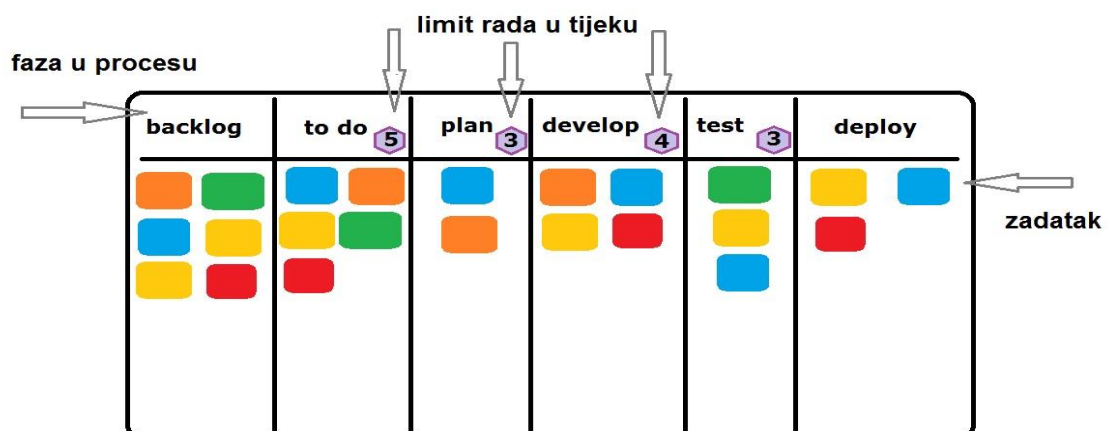 limit rada u tijeku
faza u procesu
backlog
to do 5
plan 3
develop 4
test 3
deploy
zadatak